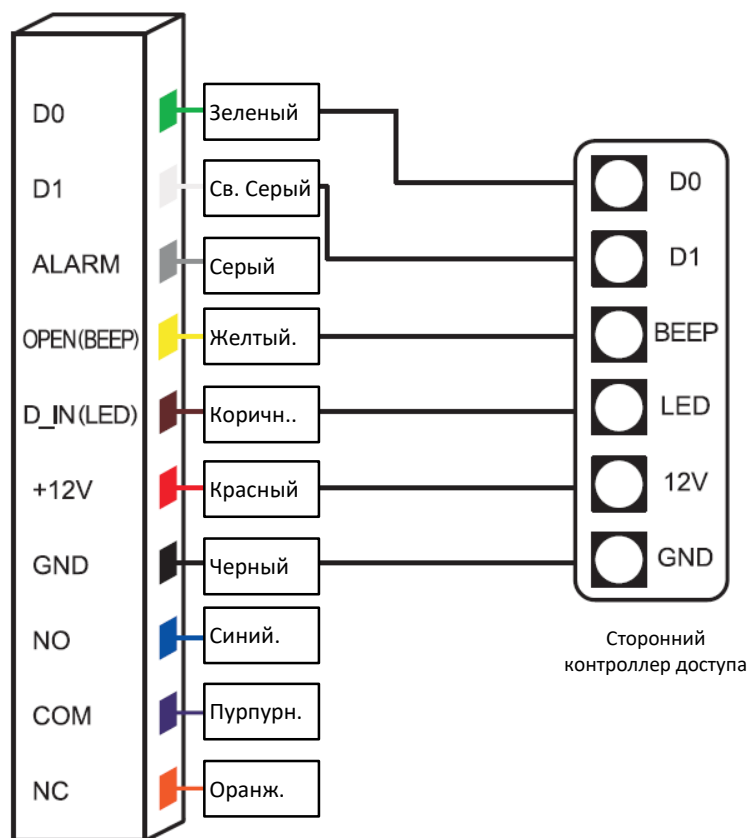 D0 Зеленый D0
D1 Св. Серый D1
ALARM Серый
OPEN(BEEP) Желтый. BEEP
D_IN(LED) Коричн.. LED
+12V Красный 12V
GND Черный GND
NO Синий.
COM Пурпурн.
NC Оранж.
Сторонний
контроллер доступа